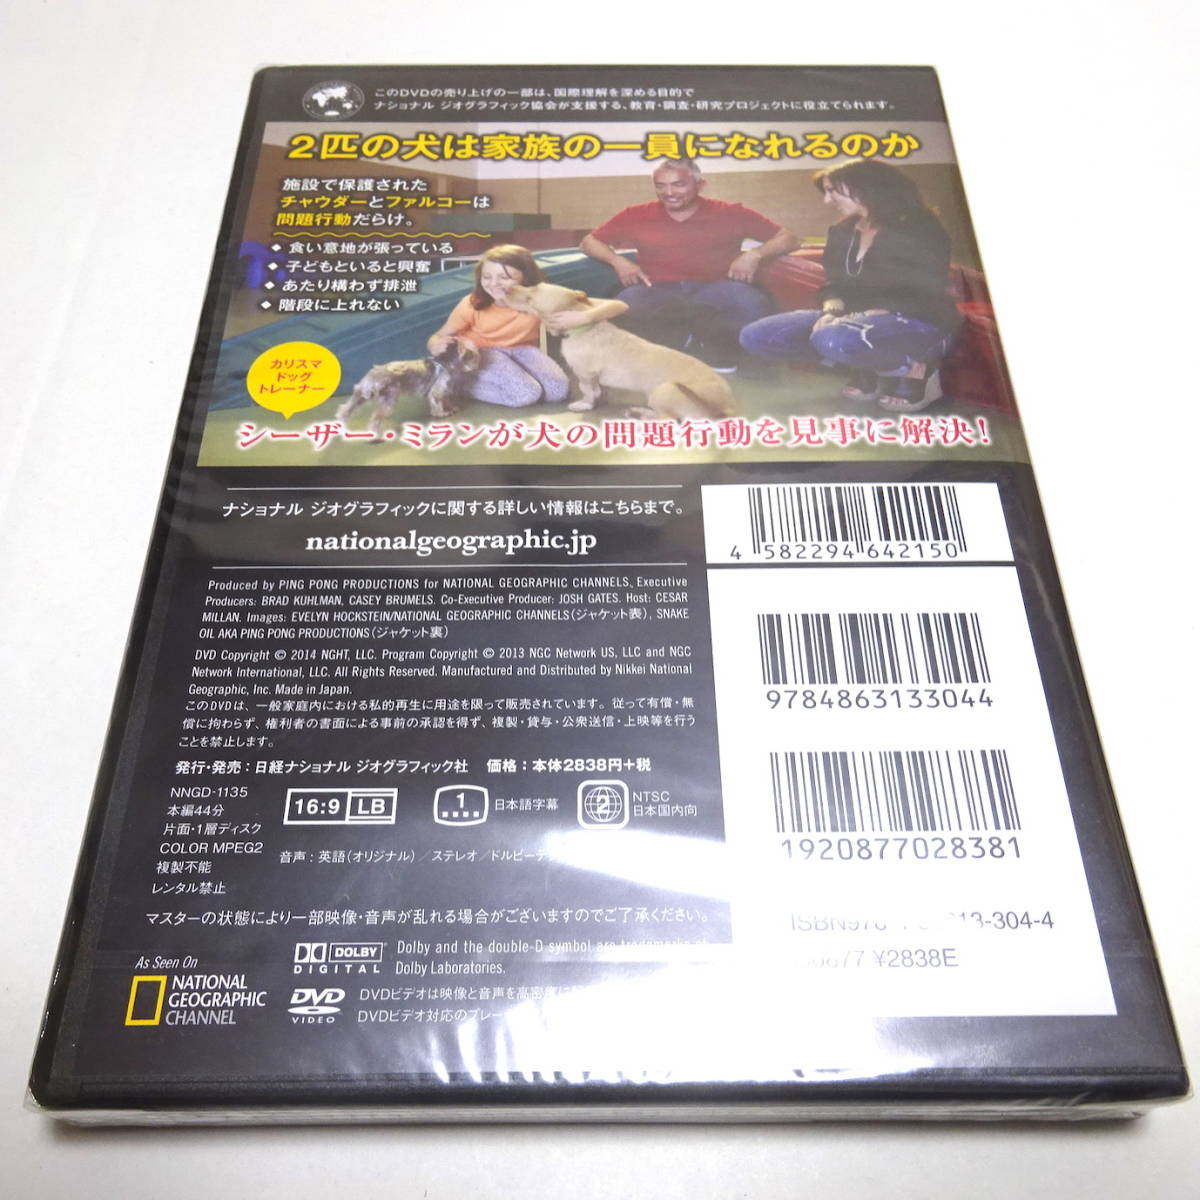 このDVDの売り上げの一部は、国際理解を深める目的で
ナショナル ジオグラフィック協会が支援する、教育・調査・研究プロジェクトに役立てられます。
2匹の犬は家族の一員になれるのか
施設で保護された
チャウダーとファルコーは
問題行動だらけ。
◆ 食い意地が張っている
◆ 子どもといると興奮
◆ あたり構わず排泄
◆ 階段に上れない
カリスマ
ドッグ
トレーナー
シーザー・ミランが犬の問題行動を見事に解決!
ナショナル ジオグラフィックに関する詳しい情報はこちらまで。
nationalgeographic.jp
4 582294 642150
Produced by PING PONG PRODUCTIONS for NATIONAL GEOGRAPHIC CHANNELS, Executive
Producers: BRAD KUHLMAN, CASEY BRUMELS. Co-Executive Producer: JOSH GATES. Host: CESAR
MILLAN. Images: EVELYN HOCKSTEIN/NATIONAL GEOGRAPHIC CHANNELS(ジャケット表), SNAKE
OIL AKA PING PONG PRODUCTIONS(ジャケット裏)
DVD Copyright © 2014 NGHT, LLC. Program Copyright © 2013 NGC Network US, LLC and NGC
Network International, LLC. All Rights Reserved. Manufactured and Distributed by Nikkei National
Geographic, Inc. Made in Japan.
このDVDは、一般家庭内における私的再生に用途を限って販売されています。従って有償・無
償に拘わらず、権利者の書面による事前の承認を得ず、複製・貸与・公衆送信・上映等を行う
ことを禁止します。
9784863133044
発行・発売：日経ナショナル ジオグラフィック社 価格：本体2838円+税
NNGD-1135
本編44分
片面・1層ディスク
COLOR MPEG2
複製不能
レンタル禁止
16:9 LB
1 日本語字幕
2 NTSC
日本国内向
音声：英語(オリジナル)/ステレオ/ドルビーデ
1920877028381
マスターの状態により一部映像・音声が乱れる場合がございますのでご了承ください。
ISBN978 13-304-4
¥2838E
DOLBY
DIGITAL
Dolby and the double-D symbol are trademarks of
Dolby Laboratories.
As Seen On
NATIONAL
GEOGRAPHIC
CHANNEL
DVD
VIDEO
DVDビデオは映像と音声を高密度に
DVDビデオ対応のプレー